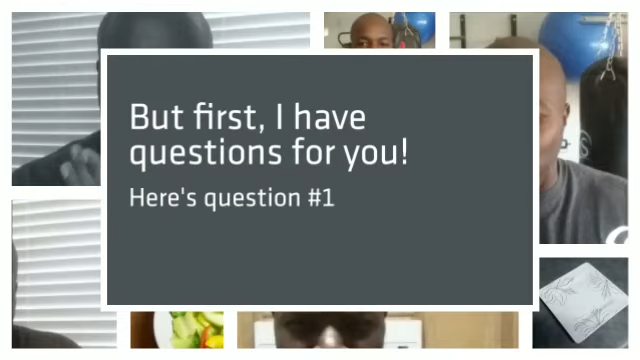 But first, I have
questions for you!
Here's question #1